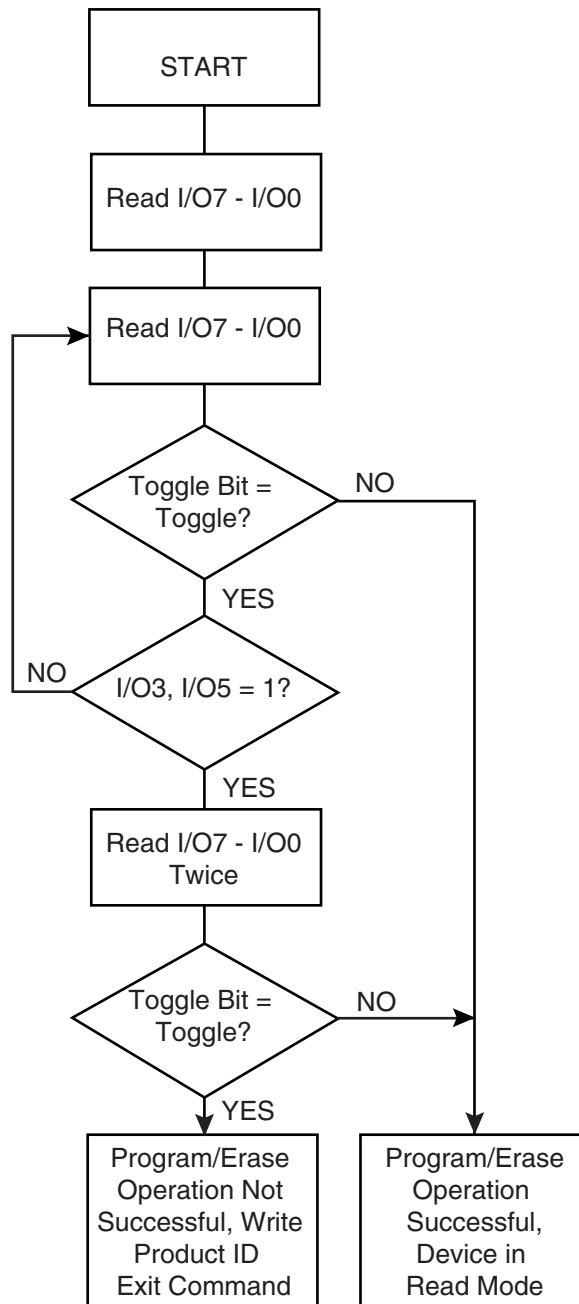 START
Read I/O7 - I/O0
Read I/O7 - I/O0
Toggle Bit =
Toggle?
NO
YES
NO
I/O3, I/O5 = 1?
YES
Read I/O7 - I/O0
Twice
Toggle Bit =
Toggle?
NO
YES
Program/Erase
Operation Not
Successful, Write
Product ID
Exit Command
Program/Erase
Operation
Successful,
Device in
Read Mode